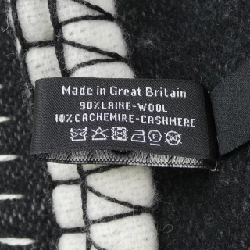 Made in Great Britain
90%LAINE-WOOL
10%CACHEMIRE-CASHMERE